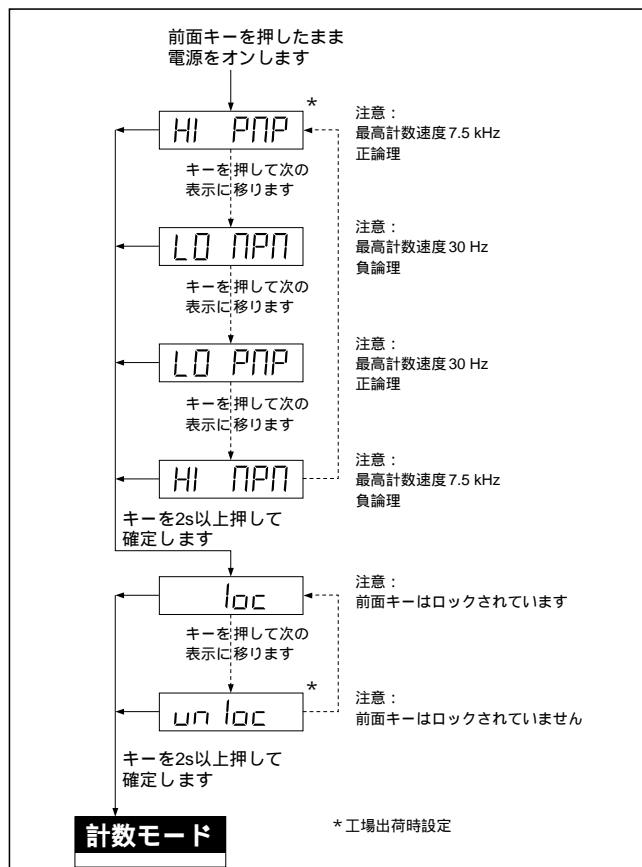 前面キーを押したまま
電源をオンします
*
HI PNP
注意：
最高計数速度7.5 kHz
正論理
キーを押して次の
表示に移ります
LO NPN
注意：
最高計数速度30 Hz
負論理
キーを押して次の
表示に移ります
LO PNP
注意：
最高計数速度30 Hz
正論理
キーを押して次の
表示に移ります
HI NPN
注意：
最高計数速度7.5 kHz
負論理
キーを2s以上押して
確定します
loc
注意：
前面キーはロックされています
キーを押して次の
表示に移ります
*
un loc
注意：
前面キーはロックされていません
キーを2s以上押して
確定します
計数モード
*工場出荷時設定